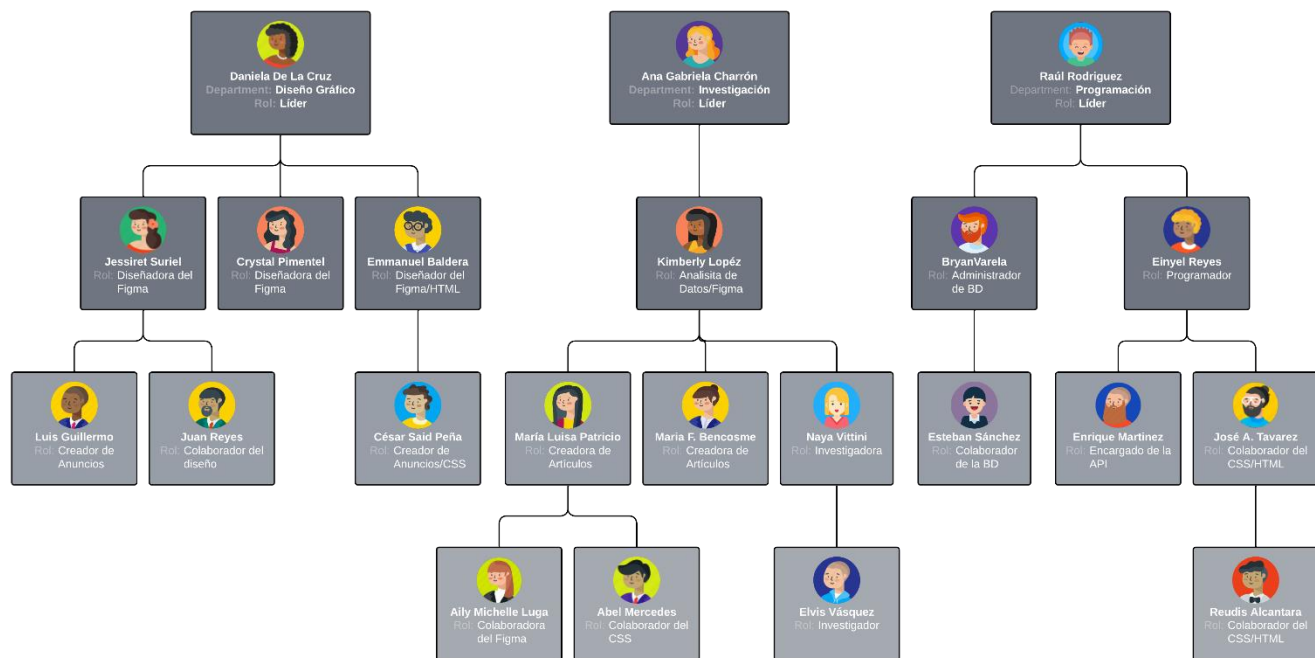 Daniela De La Cruz
Department: Diseño Gráfico
Rol: Líder
Ana Gabriela Charrón
Department: Investigación
Rol: Líder
Raúl Rodriguez
Department: Programación
Rol: Líder
Jessiret Suriel
Rol: Diseñadora del
Figma
Crystal Pimentel
Rol: Diseñadora del
Figma
Emmanuel Baldera
Rol: Diseñador del
Figma/HTML
Kimberly Lopéz
Rol: Analisita de
Datos/Figma
BryanVarela
Rol: Administrador
de BD
Einyel Reyes
Rol: Programador
Luis Guillermo
Rol: Creador de
Anuncios
Juan Reyes
Rol: Colaborador del
diseño
César Said Peña
Rol: Creador de
Anuncios/CSS
María Luisa Patricio
Rol: Creadora de
Artículos
Maria F. Bencosme
Rol: Creadora de
Artículos
Naya Vittini
Rol: Investigadora
Esteban Sánchez
Rol: Colaborador
de la BD
Enrique Martinez
Rol: Encargado de la
API
José A. Tavarez
Rol: Colaborador del
CSS/HTML
Aily Michelle Luga
Rol: Colaboradora
del Figma
Abel Mercedes
Rol: Colaborador del
CSS
Elvis Vásquez
Rol: Investigador
Reudis Alcantara
Rol: Colaborador del
CSS/HTML